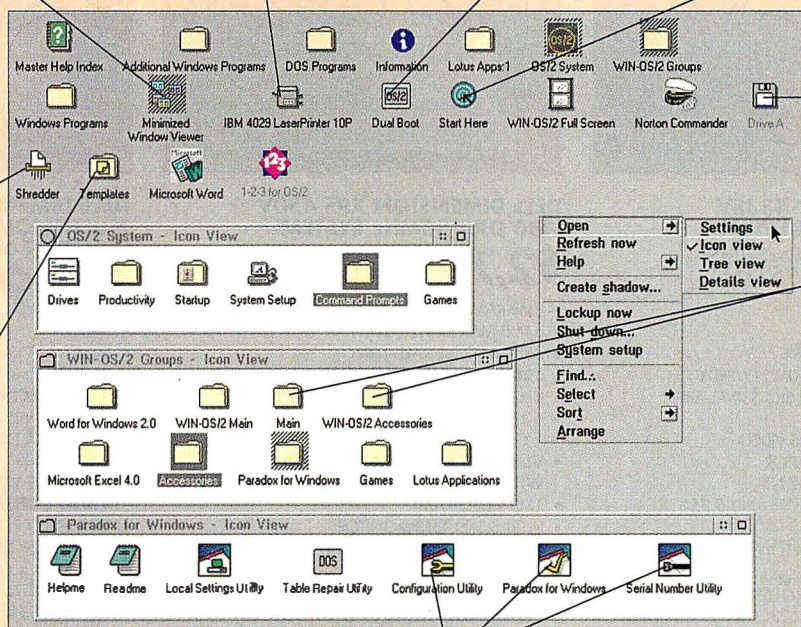 Master Help Index Additional Windows Programs DOS Programs Information Lotus Apps:1 OS/2 System WIN-OS/2 Groups
OS/2
Windows Programs Minimized Window Viewer IBM 4029 LaserPrinter 10P Dual Boot Start Here WIN-OS/2 Full Screen Norton Commander Drive A
Microsoft
123
Shredder Templates Microsoft Word 1-2-3 for OS/2
OS/2 System - Icon View
Drives Productivity Startup System Setup Command Prompts Games
Open
Refresh now
Help
Create shadow...
Lockup now
Shut down...
System setup
Find...
Select
Sort
Arrange
Settings
Icon view
Tree view
Details view
WIN-OS/2 Groups - Icon View
Word for Windows 2.0 WIN-OS/2 Main Main WIN-OS/2 Accessories
Microsoft Excel 4.0 Accessories Paradox for Windows Games Lotus Applications
Paradox for Windows - Icon View
DOS
Helpme Readme Local Settings Utility Table Repair Utility Configuration Utility Paradox for Windows Serial Number Utility